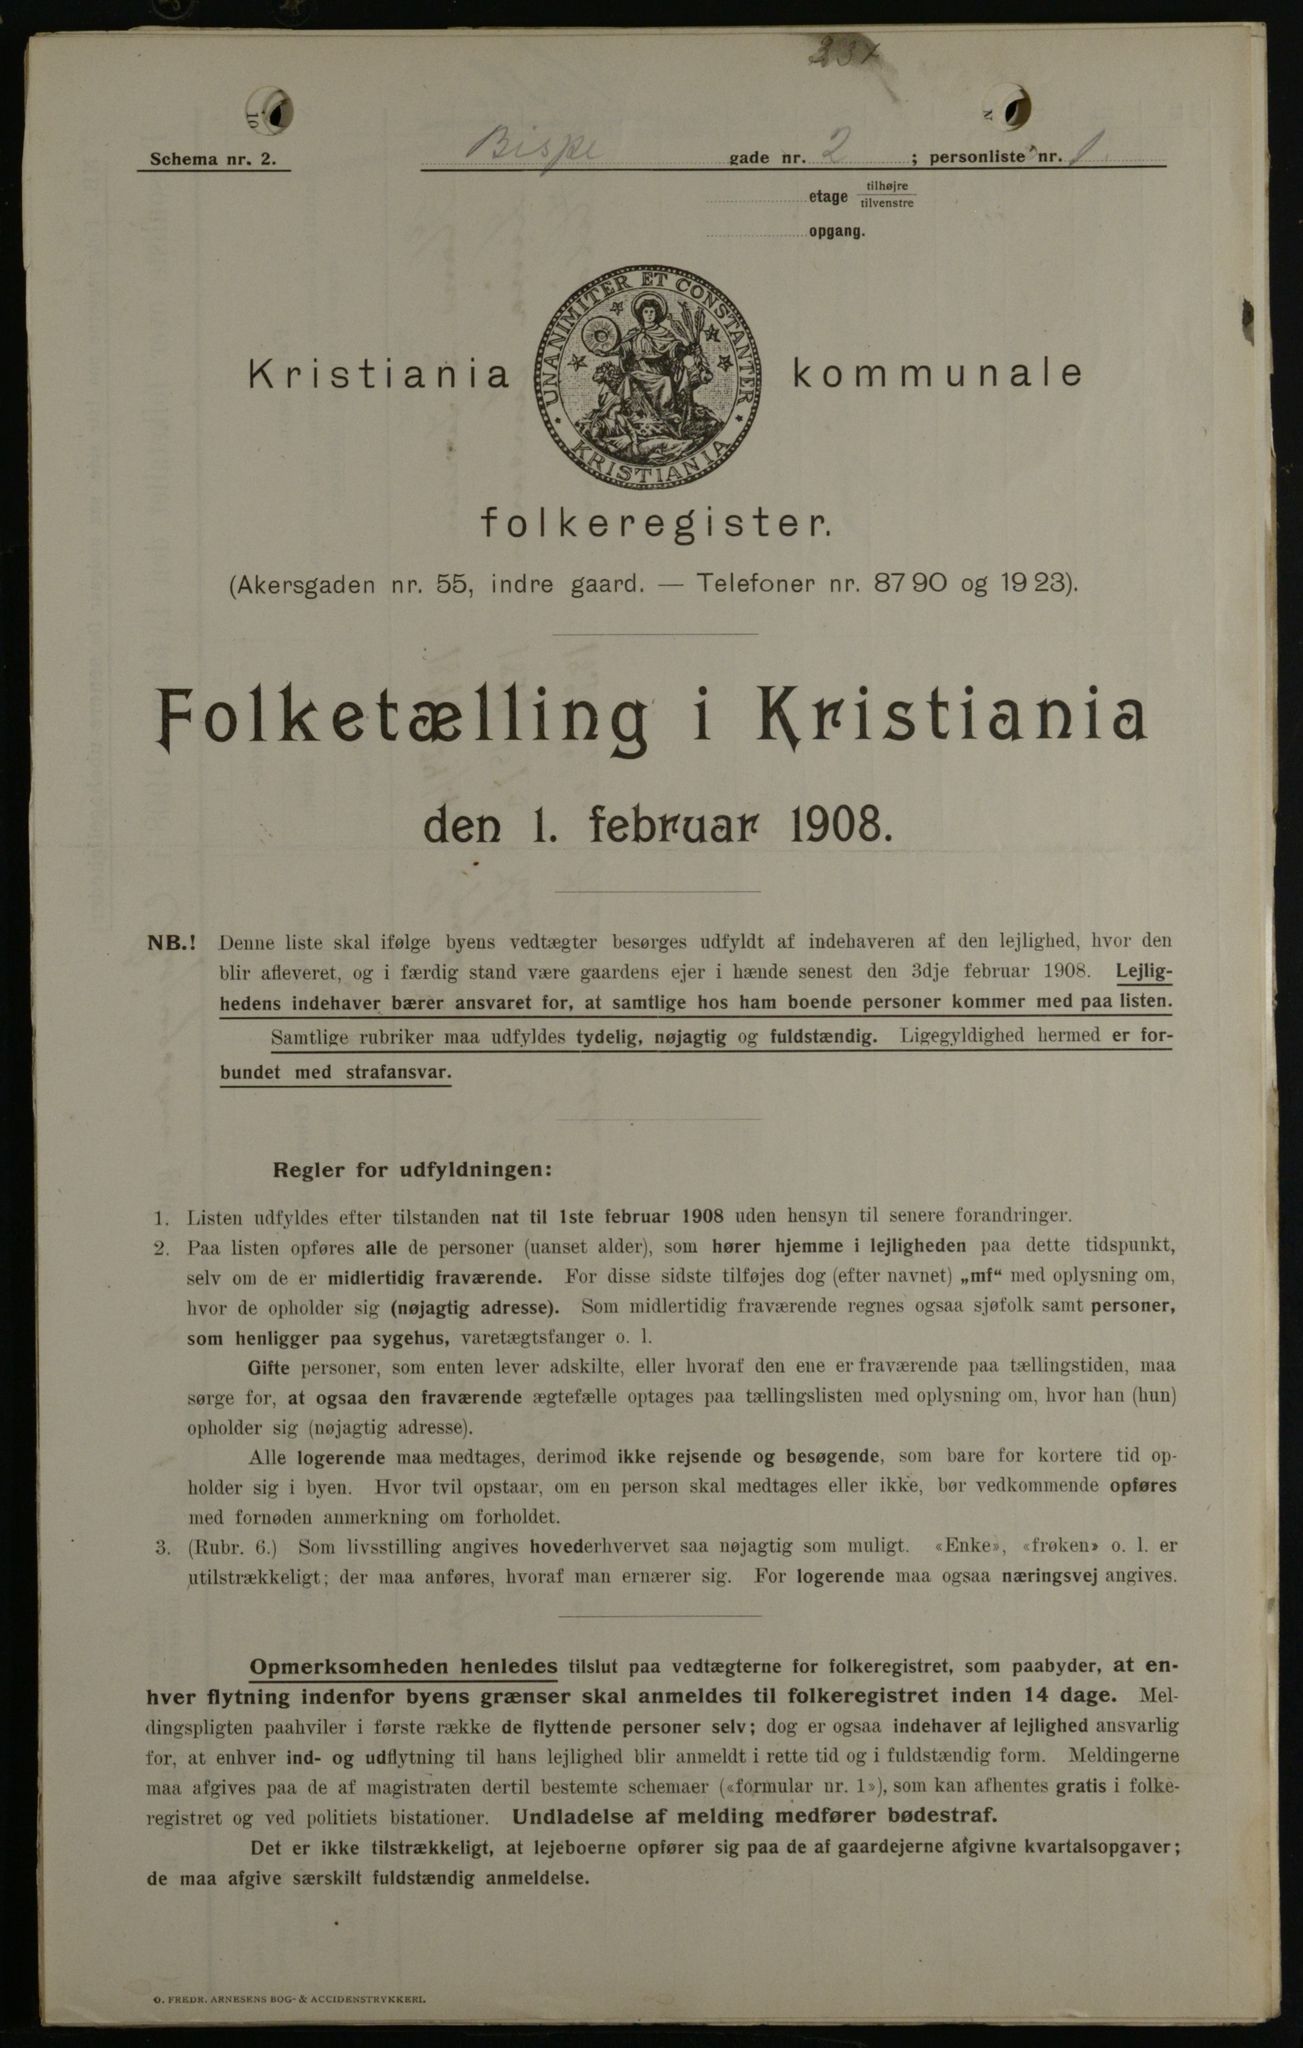 231
Schema nr. 2.
Bispe gade nr. 2; personliste nr. 1
etage tilhøjre
tilvenstre
opgang.
UNANIMITER ET CONSTANTER
KRISTIANIA
Kristiania kommunale
folkeregister.
(Akersgaden nr. 55, indre gaard. — Telefoner nr. 8790 og 1923).
Folketælling i Kristiania
den 1. februar 1908.
NB.! Denne liste skal ifølge byens vedtægter besørges udfyldt af indehaveren af den lejlighed, hvor den
blir afleveret, og i færdig stand være gaardens ejer i hænde senest den 3dje februar 1908. Lejlig-
hedens indehaver bærer ansvaret for, at samtlige hos ham boende personer kommer med paa listen.
Samtlige rubriker maa udfyldes tydelig, nøjagtig og fuldstændig. Ligegyldighed hermed er for-
bundet med strafansvar.
Regler for udfyldningen:
1. Listen udfyldes efter tilstanden nat til 1ste februar 1908 uden hensyn til senere forandringer.
2. Paa listen opføres alle de personer (uanset alder), som hører hjemme i lejligheden paa dette tidspunkt,
selv om de er midlertidig fraværende. For disse sidste tilføjes dog (efter navnet) „mf“ med oplysning om,
hvor de opholder sig (nøjagtig adresse). Som midlertidig fraværende regnes ogsaa sjøfolk samt personer,
som henligger paa sygehus, varetægtsfanger o. l.
Gifte personer, som enten lever adskilte, eller hvoraf den ene er fraværende paa tællingstiden, maa
sørge for, at ogsaa den fraværende ægtefælle optages paa tællingslisten med oplysning om, hvor han (hun)
opholder sig (nøjagtig adresse).
Alle logerende maa medtages, derimod ikke rejsende og besøgende, som bare for kortere tid op-
holder sig i byen. Hvor tvil opstaar, om en person skal medtages eller ikke, bør vedkommende opføres
med fornøden anmerkning om forholdet.
3. (Rubr. 6.) Som livsstilling angives hovederhvervet saa nøjagtig som muligt. «Enke», «frøken» o. l. er
utilstrækkeligt; der maa anføres, hvoraf man ernærer sig. For logerende maa ogsaa næringsvej angives.
Opmerksomheden henledes tilslut paa vedtægterne for folkeregistret, som paabyder, at en-
hver flytning indenfor byens grænser skal anmeldes til folkeregistret inden 14 dage. Mel-
dingspligten paahviler i første række de flyttende personer selv; dog er ogsaa indehaver af lejlighed ansvarlig
for, at enhver ind- og udflytning til hans lejlighed blir anmeldt i rette tid og i fuldstændig form. Meldingerne
maa afgives paa de af magistraten dertil bestemte schemaer («formular nr. 1»), som kan afhentes gratis i folke-
registret og ved politiets bistationer. Undladelse af melding medfører bødestraf.
Det er ikke tilstrækkeligt, at lejeboerne opfører sig paa de af gaardejerne afgivne kvartalsopgaver;
de maa afgive særskilt fuldstændig anmeldelse.
O. FREDR. ARNESENS BOG- & ACCIDENSTRYKKERI.